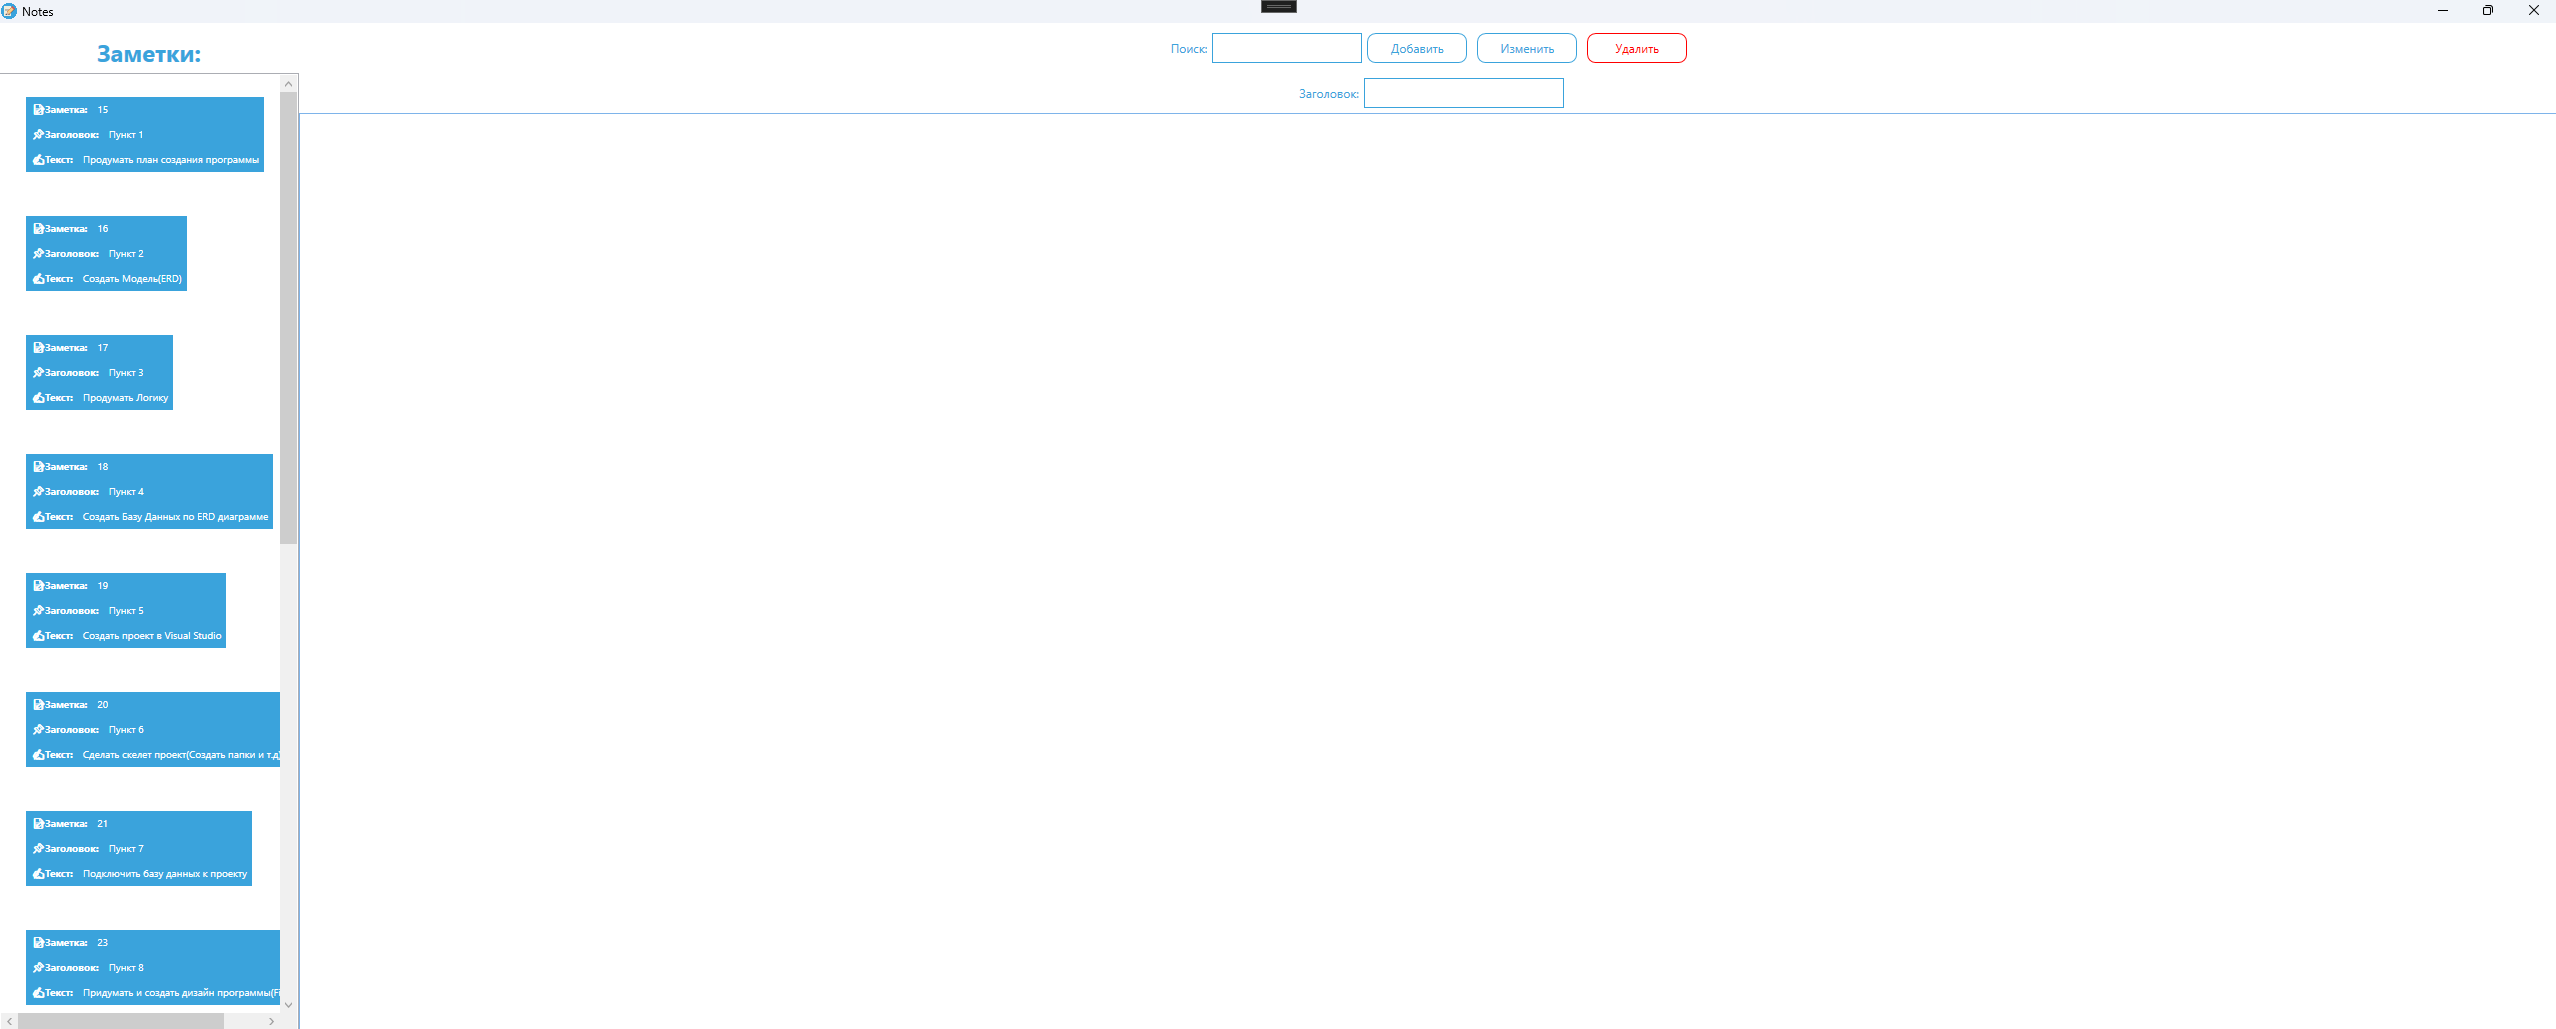 Notes
Заметки:
Поиск: Добавить Изменить Удалить
Заголовок:
Заметка: 15
Заголовок: Пункт 1
Текст: Продумать план создания программы
Заметка: 16
Заголовок: Пункт 2
Текст: Создать Модель(ERD)
Заметка: 17
Заголовок: Пункт 3
Текст: Продумать Логику
Заметка: 18
Заголовок: Пункт 4
Текст: Создать Базу Данных по ERD диаграмме
Заметка: 19
Заголовок: Пункт 5
Текст: Создать проект в Visual Studio
Заметка: 20
Заголовок: Пункт 6
Текст: Сделать скелет проект(Создать папки и т.д)
Заметка: 21
Заголовок: Пункт 7
Текст: Подключить базу данных к проекту
Заметка: 23
Заголовок: Пункт 8
Текст: Придумать и создать дизайн программы(